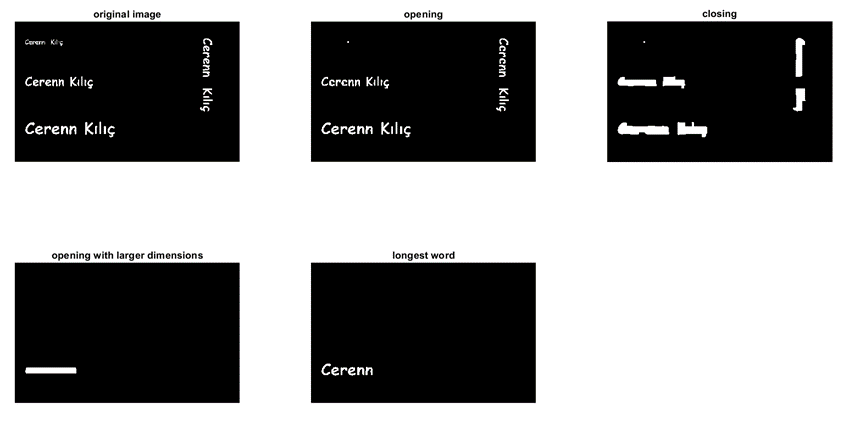 original image
Cerenn Kılıç
Cerenn Kılıç
Cerenn Kılıç
Cerenn Kılıç
opening
Cerenn Kılıç
Cerenn Kılıç
Cerenn Kılıç
closing
opening with larger dimensions
longest word
Cerenn